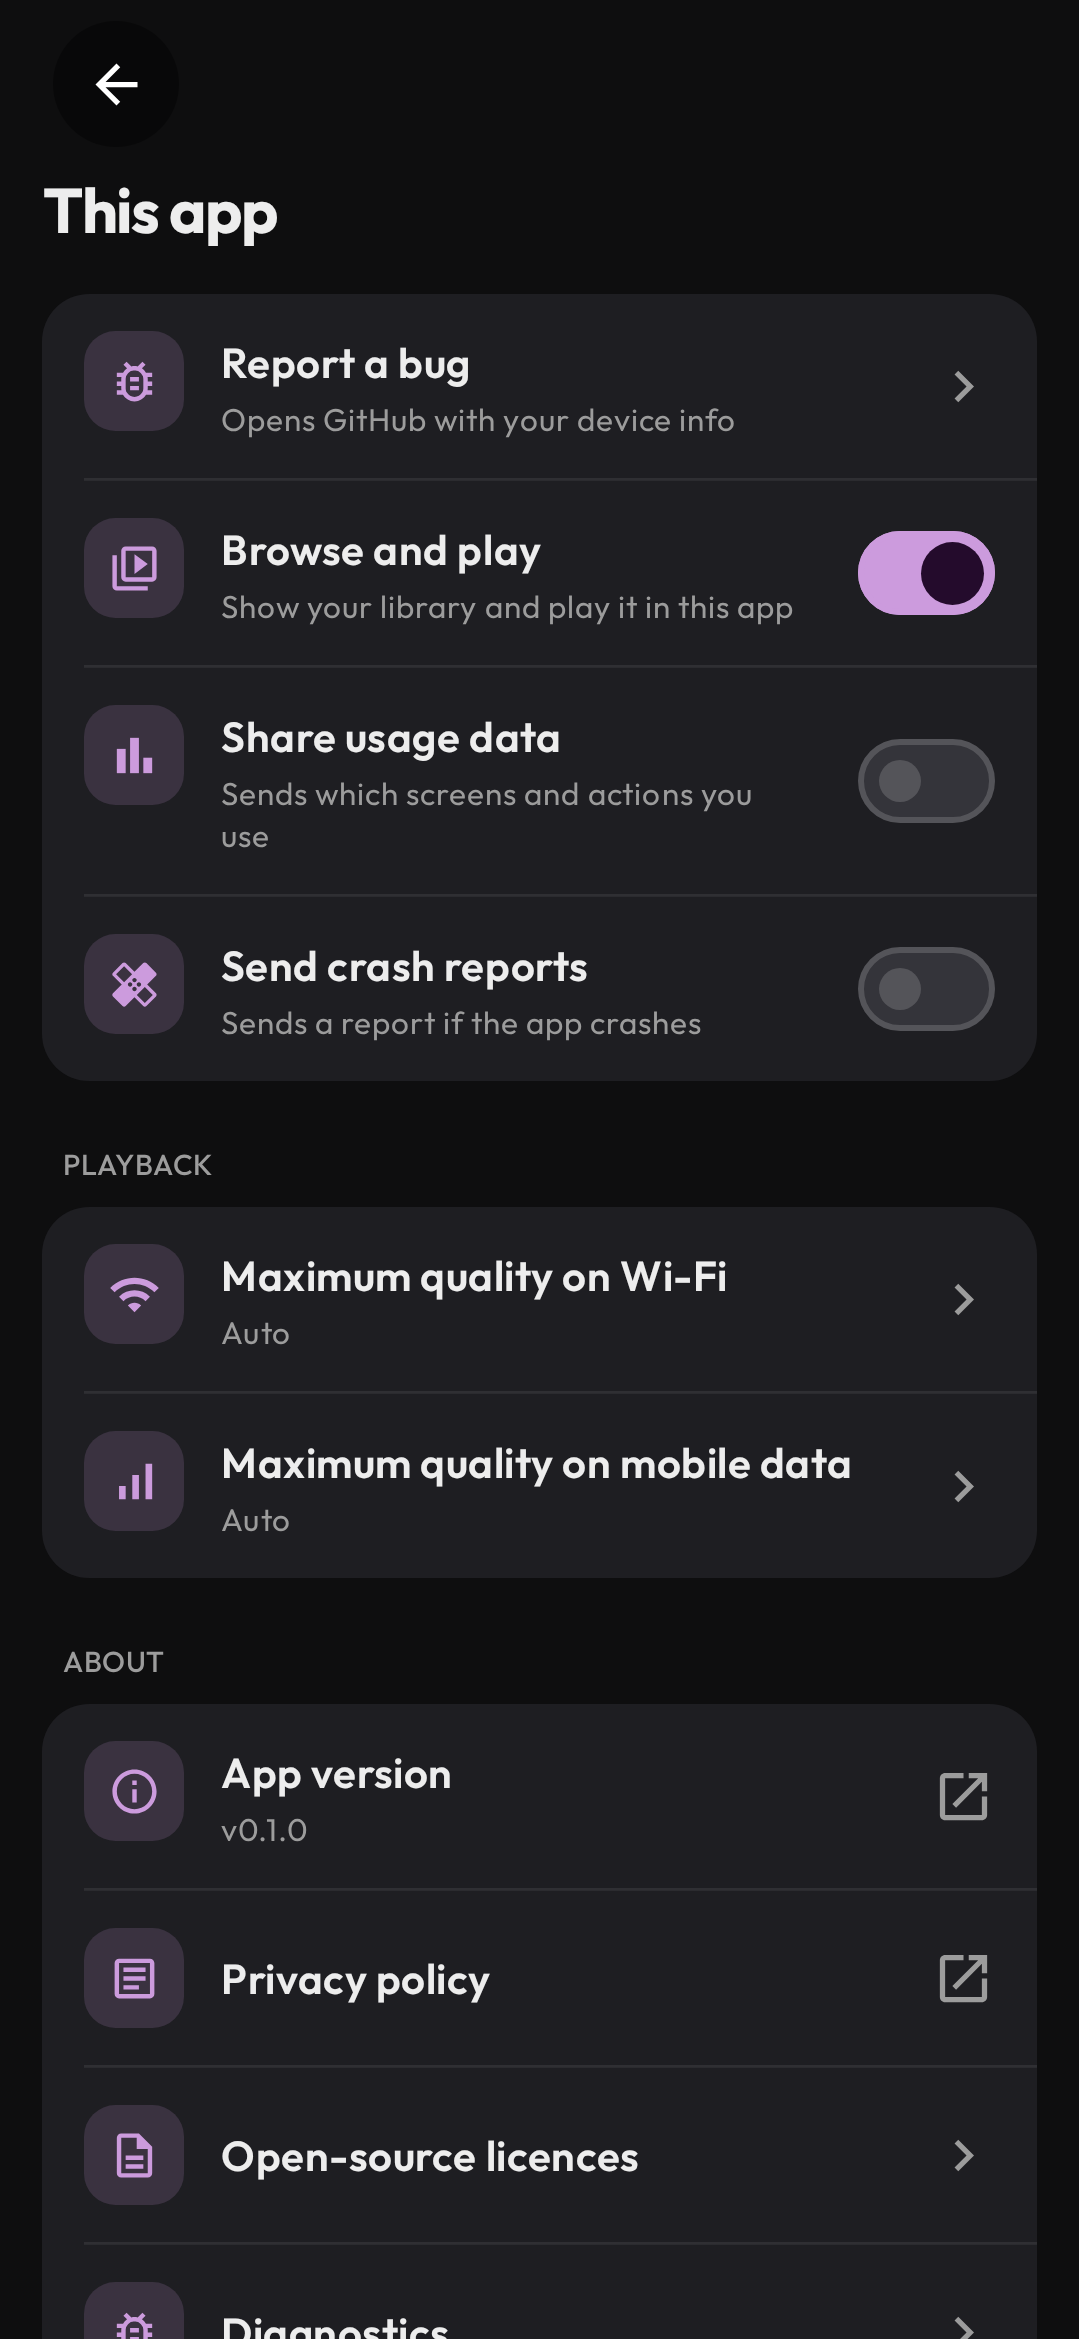 This app
Report a bug
Opens GitHub with your device info
Browse and play
Show your library and play it in this app
Share usage data
Sends which screens and actions you
use
Send crash reports
Sends a report if the app crashes
PLAYBACK
Maximum quality on Wi-Fi
Auto
Maximum quality on mobile data
Auto
ABOUT
App version
v0.1.0
Privacy policy
Open-source licences
Diagnostics